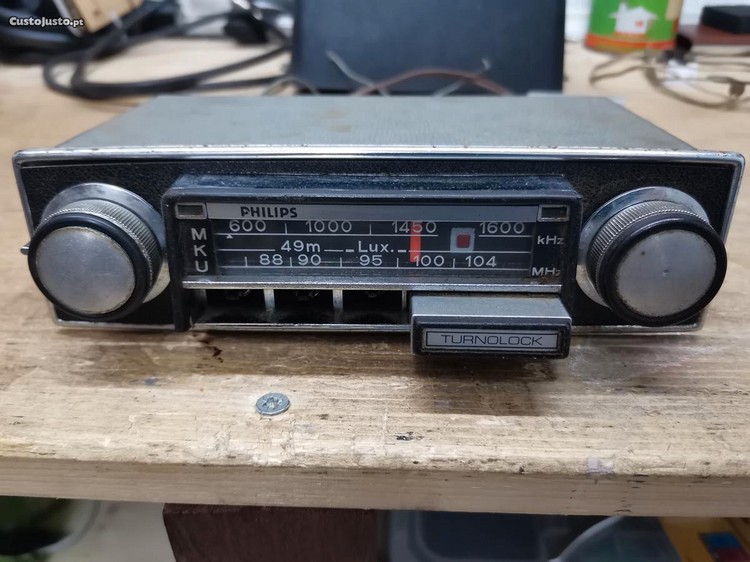 CustoJusto.pt
PHILIPS
M 600 1000 1450 1600
K 49m Lux. kHz
U 88 90 95 100 104 MHz
TURNOLOCK